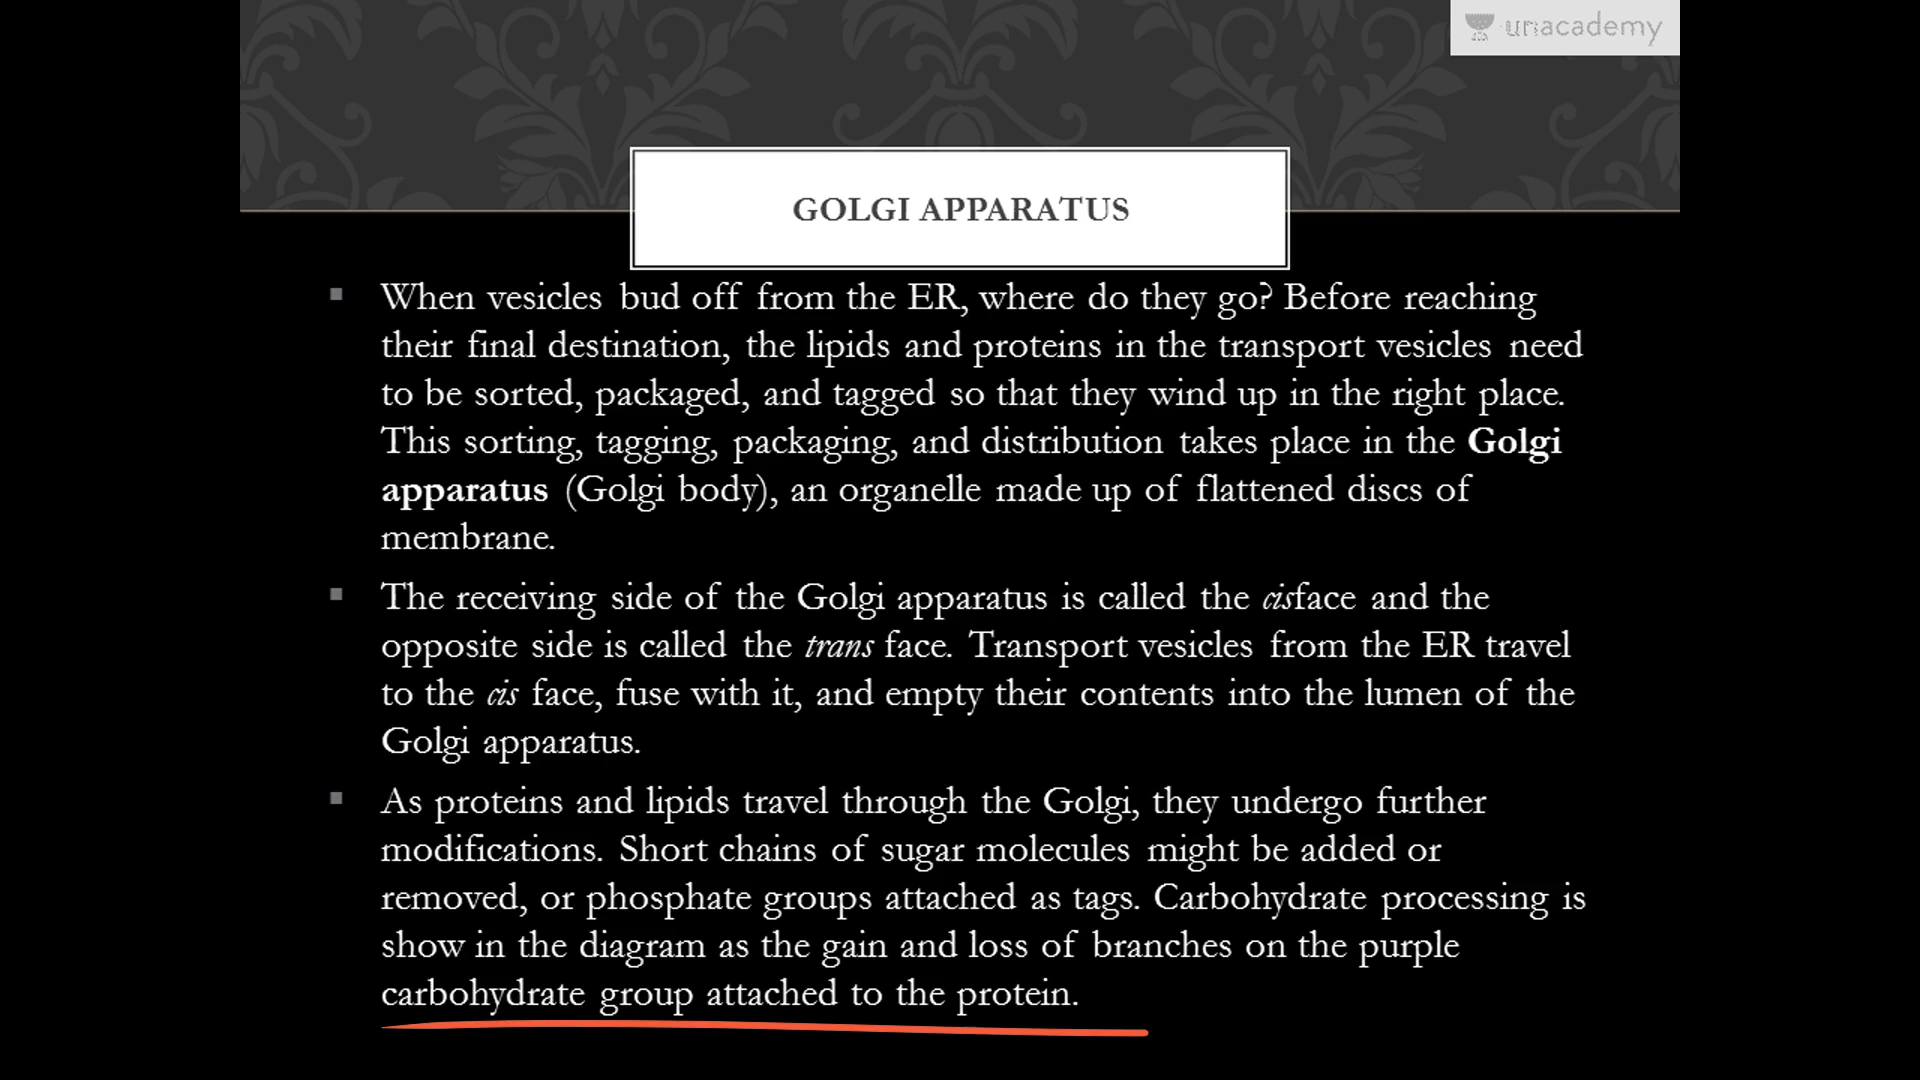 unacademy
GOLGI APPARATUS
▪ When vesicles bud off from the ER, where do they go? Before reaching
their final destination, the lipids and proteins in the transport vesicles need
to be sorted, packaged, and tagged so that they wind up in the right place.
This sorting, tagging, packaging, and distribution takes place in the Golgi
apparatus (Golgi body), an organelle made up of flattened discs of
membrane.
▪ The receiving side of the Golgi apparatus is called the cisface and the
opposite side is called the trans face. Transport vesicles from the ER travel
to the cis face, fuse with it, and empty their contents into the lumen of the
Golgi apparatus.
▪ As proteins and lipids travel through the Golgi, they undergo further
modifications. Short chains of sugar molecules might be added or
removed, or phosphate groups attached as tags. Carbohydrate processing is
show in the diagram as the gain and loss of branches on the purple
carbohydrate group attached to the protein.